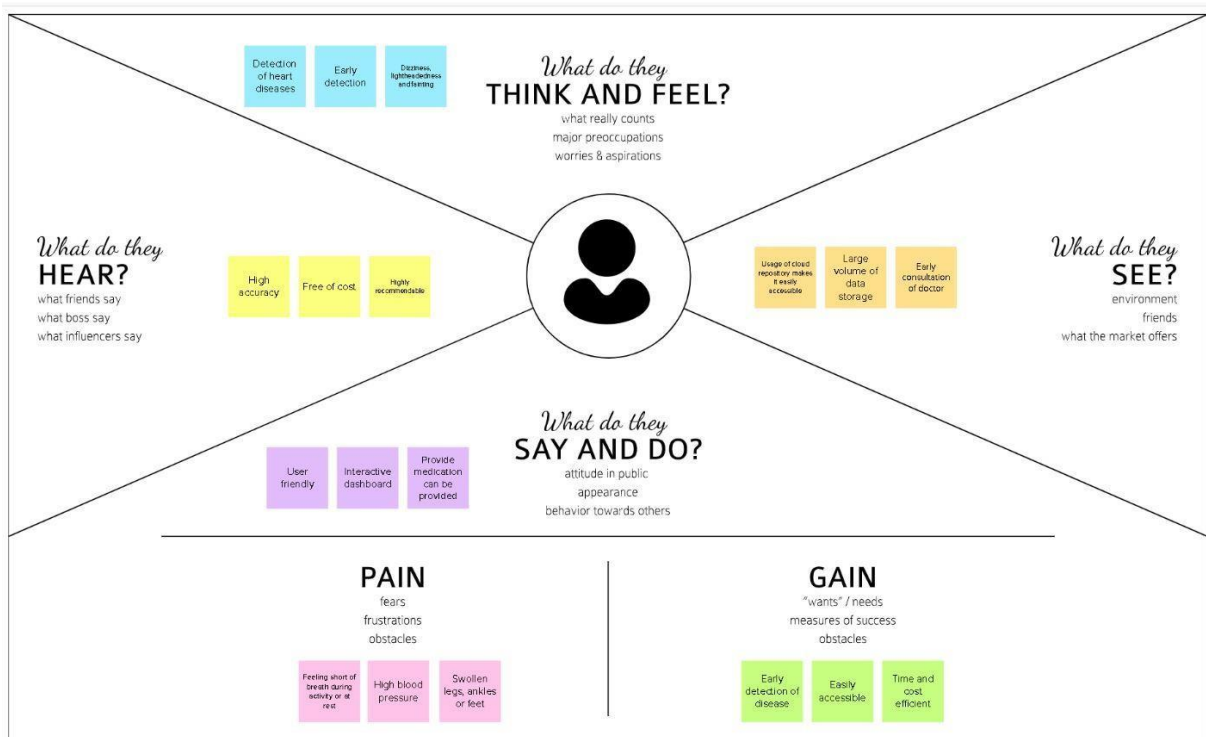 Detection
of heart
diseases
Early
detection
Dizziness,
lightheadedness
and fainting
What do they
THINK AND FEEL?
what really counts
major preoccupations
worries & aspirations
What do they
HEAR?
what friends say
what boss say
what influencers say
High
accuracy
Free of cost
Highly
recommendable
Usage of cloud
repository makes
it easily
accessible
Large
volume of
data
storage
Early
consultation
of doctor
What do they
SEE?
environment
friends
what the market offers
What do they
SAY AND DO?
attitude in public
appearance
behavior towards others
User
friendly
Interactive
dashboard
Provide
medication
can be
provided
PAIN
fears
frustrations
obstacles
Feeling short of
breath during
activity or at
rest
High blood
pressure
Swollen
legs, ankles
or feet
GAIN
"wants" / needs
measures of success
obstacles
Early
detection of
disease
Easily
accessible
Time and
cost
efficient